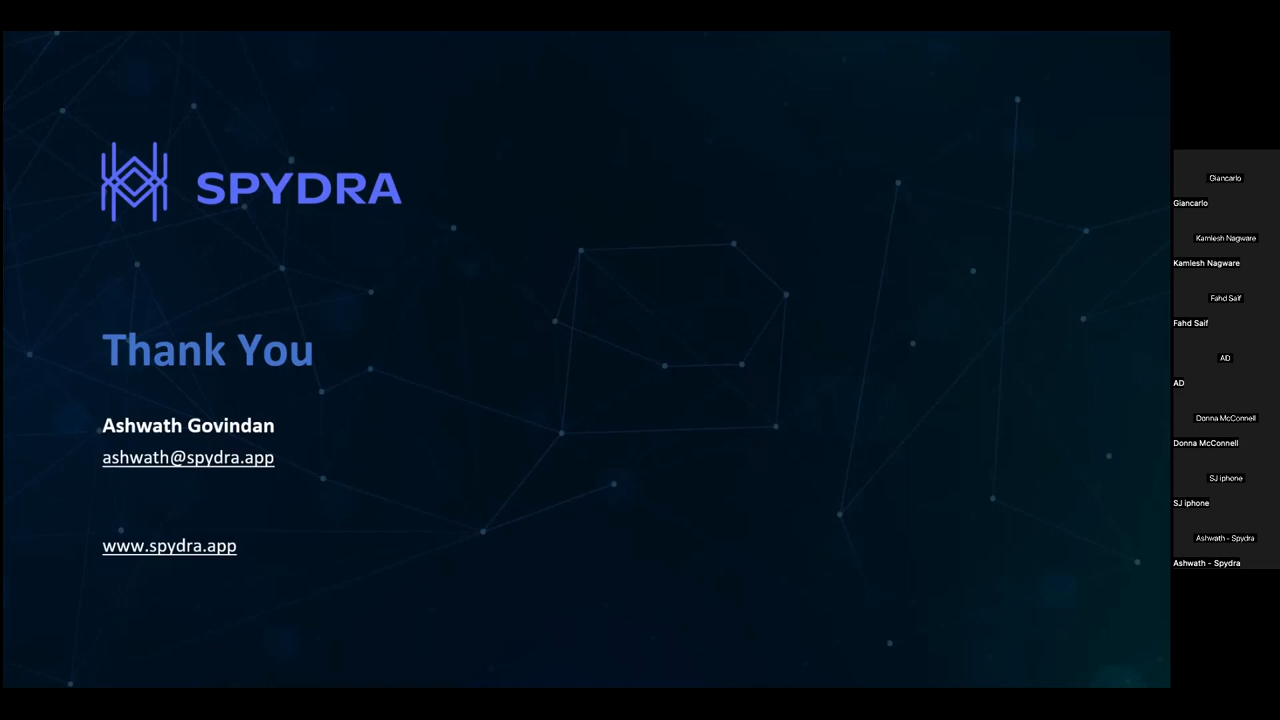 SPYDRA
Thank You
Ashwath Govindan
ashwath@spydra.app
www.spydra.app
Giancarlo
Giancarlo
Kamlesh Nagware
Kamlesh Nagware
Fahd Saif
Fahd Saif
AD
AD
Donna McConnell
Donna McConnell
SJ iphone
SJ iphone
Ashwath - Spydra
Ashwath - Spydra